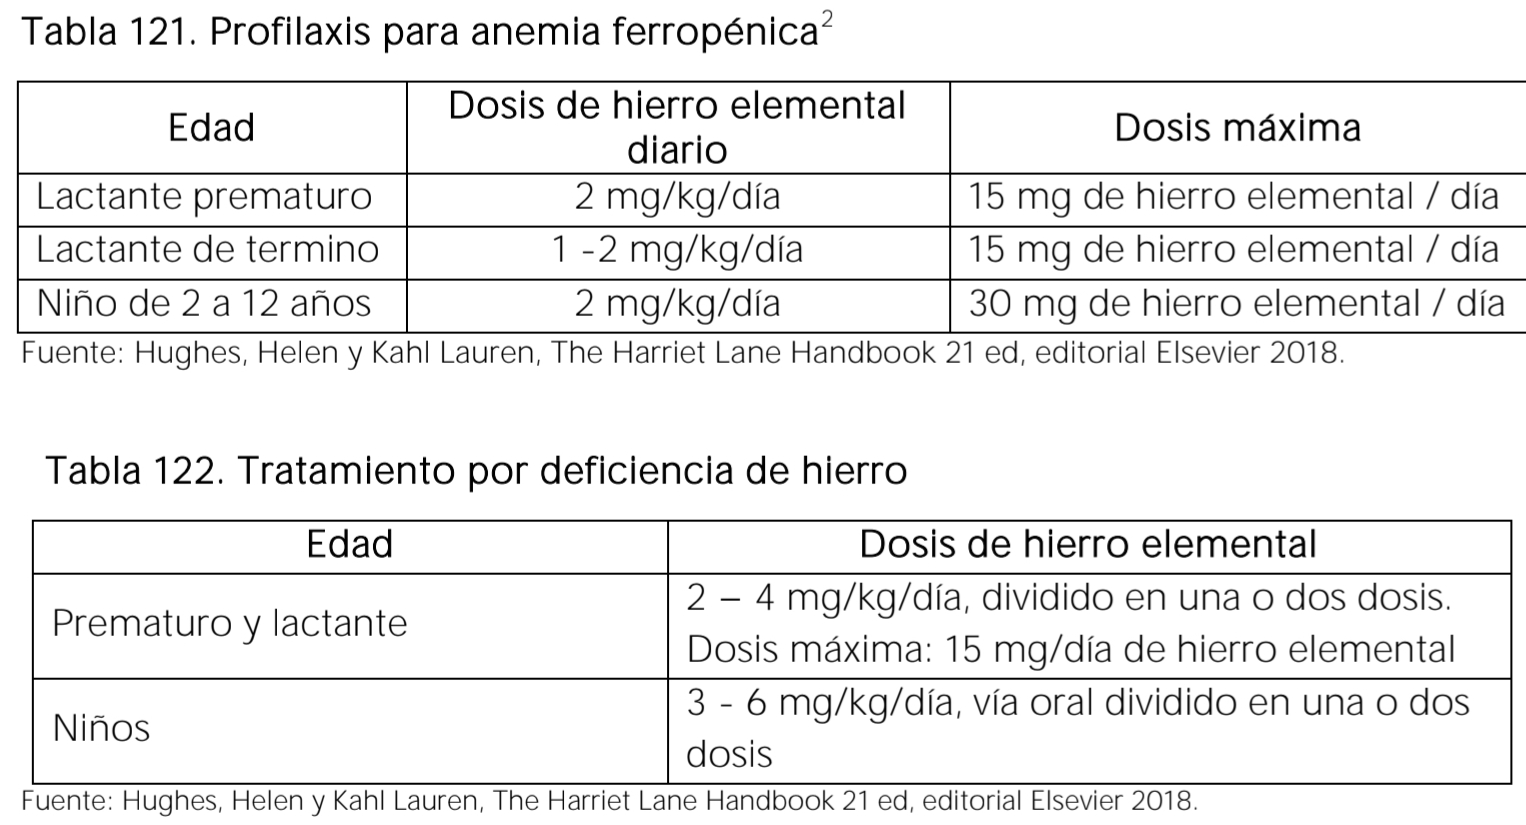 Tabla 121. Profilaxis para anemia ferropénica²
Edad
Dosis de hierro elemental
diario
Dosis máxima
Lactante prematuro
2 mg/kg/día
15 mg de hierro elemental / día
Lactante de termino
1 -2 mg/kg/día
15 mg de hierro elemental / día
Niño de 2 a 12 años
2 mg/kg/día
30 mg de hierro elemental / día
Fuente: Hughes, Helen y Kahl Lauren, The Harriet Lane Handbook 21 ed, editorial Elsevier 2018.
Tabla 122. Tratamiento por deficiencia de hierro
Edad
Dosis de hierro elemental
Prematuro y lactante
2 – 4 mg/kg/día, dividido en una o dos dosis.
Dosis máxima: 15 mg/día de hierro elemental
Niños
3 - 6 mg/kg/día, vía oral dividido en una o dos
dosis
Fuente: Hughes, Helen y Kahl Lauren, The Harriet Lane Handbook 21 ed, editorial Elsevier 2018.